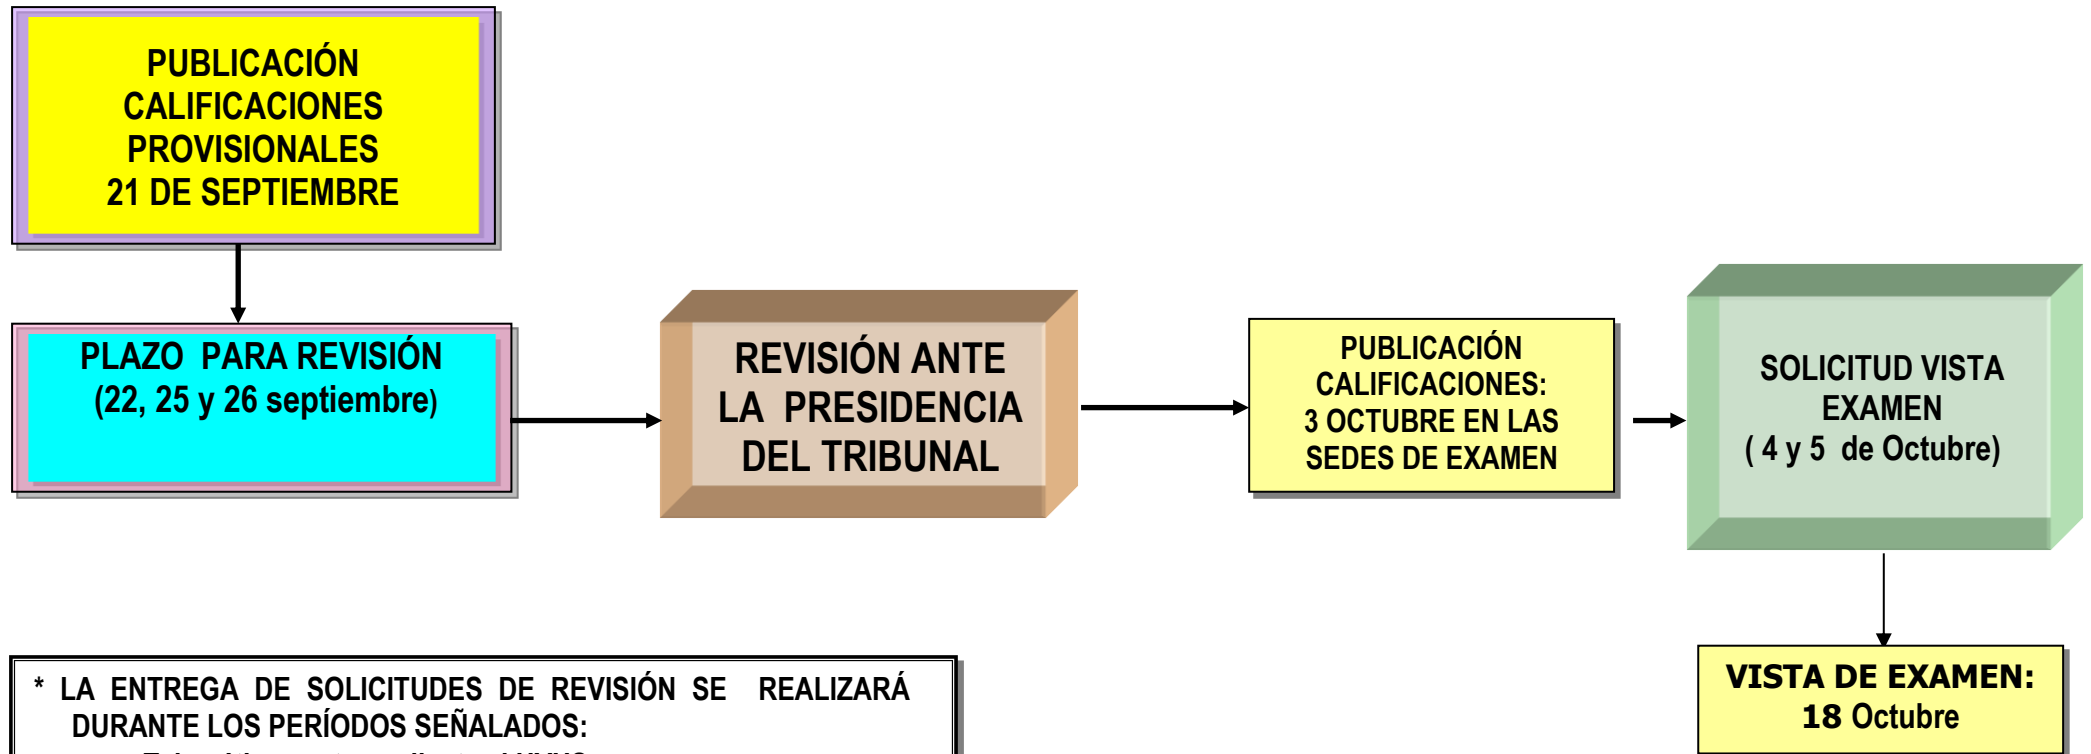 PUBLICACIÓN
CALIFICACIONES
PROVISIONALES
21 DE SEPTIEMBRE
PLAZO PARA REVISIÓN
(22, 25 y 26 septiembre)
REVISIÓN ANTE
LA PRESIDENCIA
DEL TRIBUNAL
PUBLICACIÓN
CALIFICACIONES:
3 OCTUBRE EN LAS
SEDES DE EXAMEN
SOLICITUD VISTA
EXAMEN
( 4 y 5 de Octubre)
VISTA DE EXAMEN:
18 Octubre
* LA ENTREGA DE SOLICITUDES DE REVISIÓN SE REALIZARÁ
DURANTE LOS PERÍODOS SEÑALADOS: